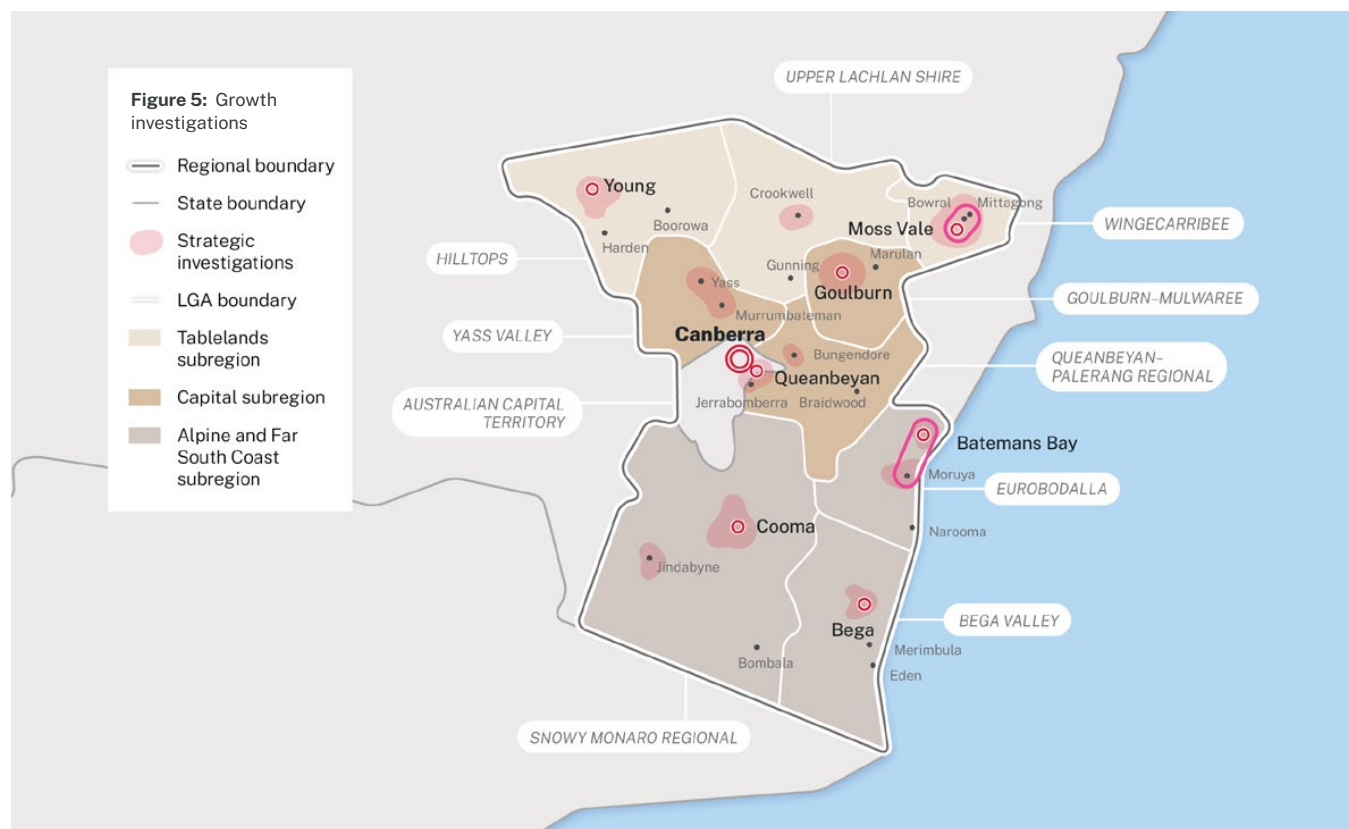 Figure 5: Growth
investigations
Regional boundary
State boundary
Strategic
investigations
LGA boundary
Tablelands
subregion
Capital subregion
Alpine and Far
South Coast
subregion
UPPER LACHLAN SHIRE
Young
Crookwell
Bowral
Mittagong
Boorowa
Moss Vale
WINGECARRIBEE
Harden
HILLTOPS
Gunning
Marulan
Yass
Goulburn
GOULBURN–MULWAREE
Murrumbateman
YASS VALLEY
Canberra
Bungendore
QUEANBEYAN–
PALERANG REGIONAL
Queanbeyan
Jerrabomberra
Braidwood
AUSTRALIAN CAPITAL
TERRITORY
Batemans Bay
Moruya
EUROBODALLA
Cooma
Narooma
Jindabyne
Bega
BEGA VALLEY
Merimbula
Bombala
Eden
SNOWY MONARO REGIONAL